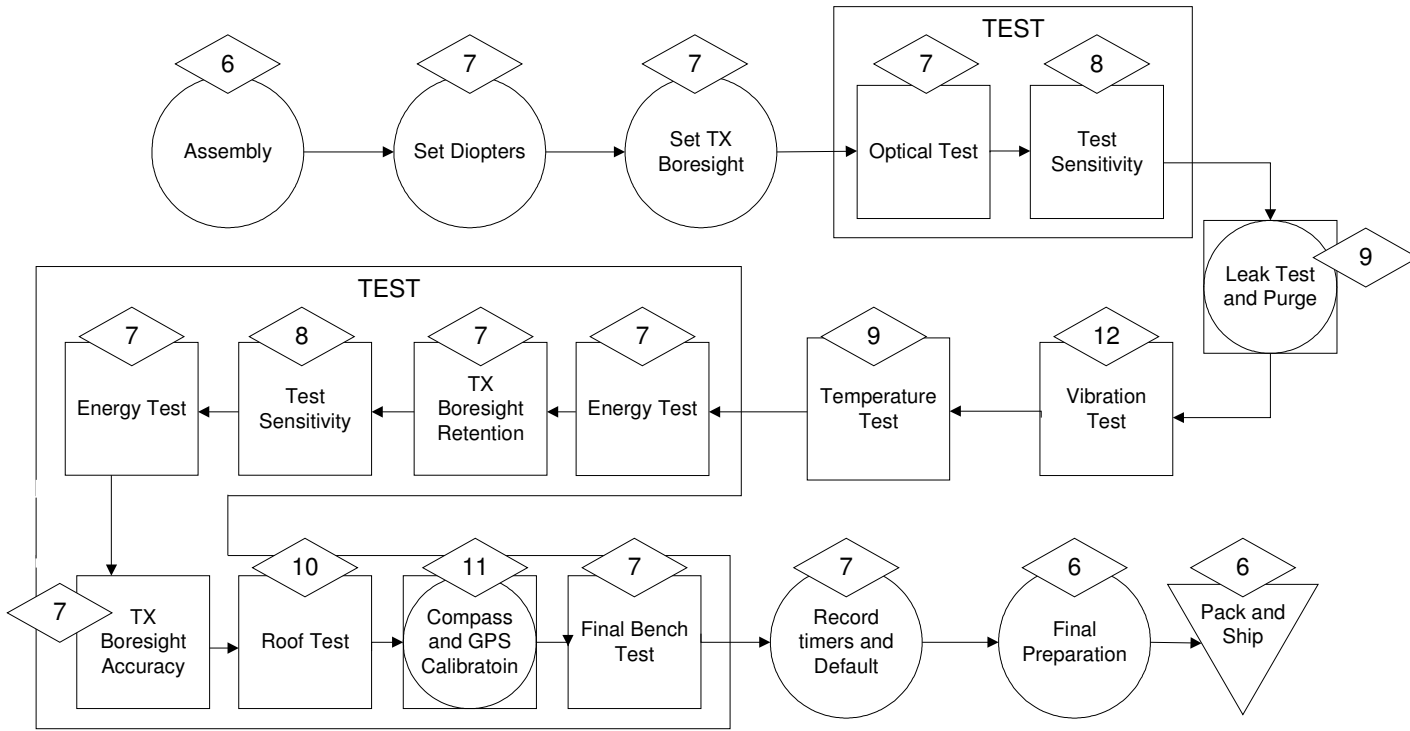 TEST
6
7
7
7
8
Assembly
Set Diopters
Set TX
Boresight
Optical Test
Test
Sensitivity
9
Leak Test
and Purge
TEST
7
8
7
7
9
12
Energy Test
Test
Sensitivity
TX
Boresight
Retention
Energy Test
Temperature
Test
Vibration
Test
7
10
11
7
7
6
6
TX
Boresight
Accuracy
Roof Test
Compass
and GPS
Calibratoin
Final Bench
Test
Record
timers and
Default
Final
Preparation
Pack and
Ship